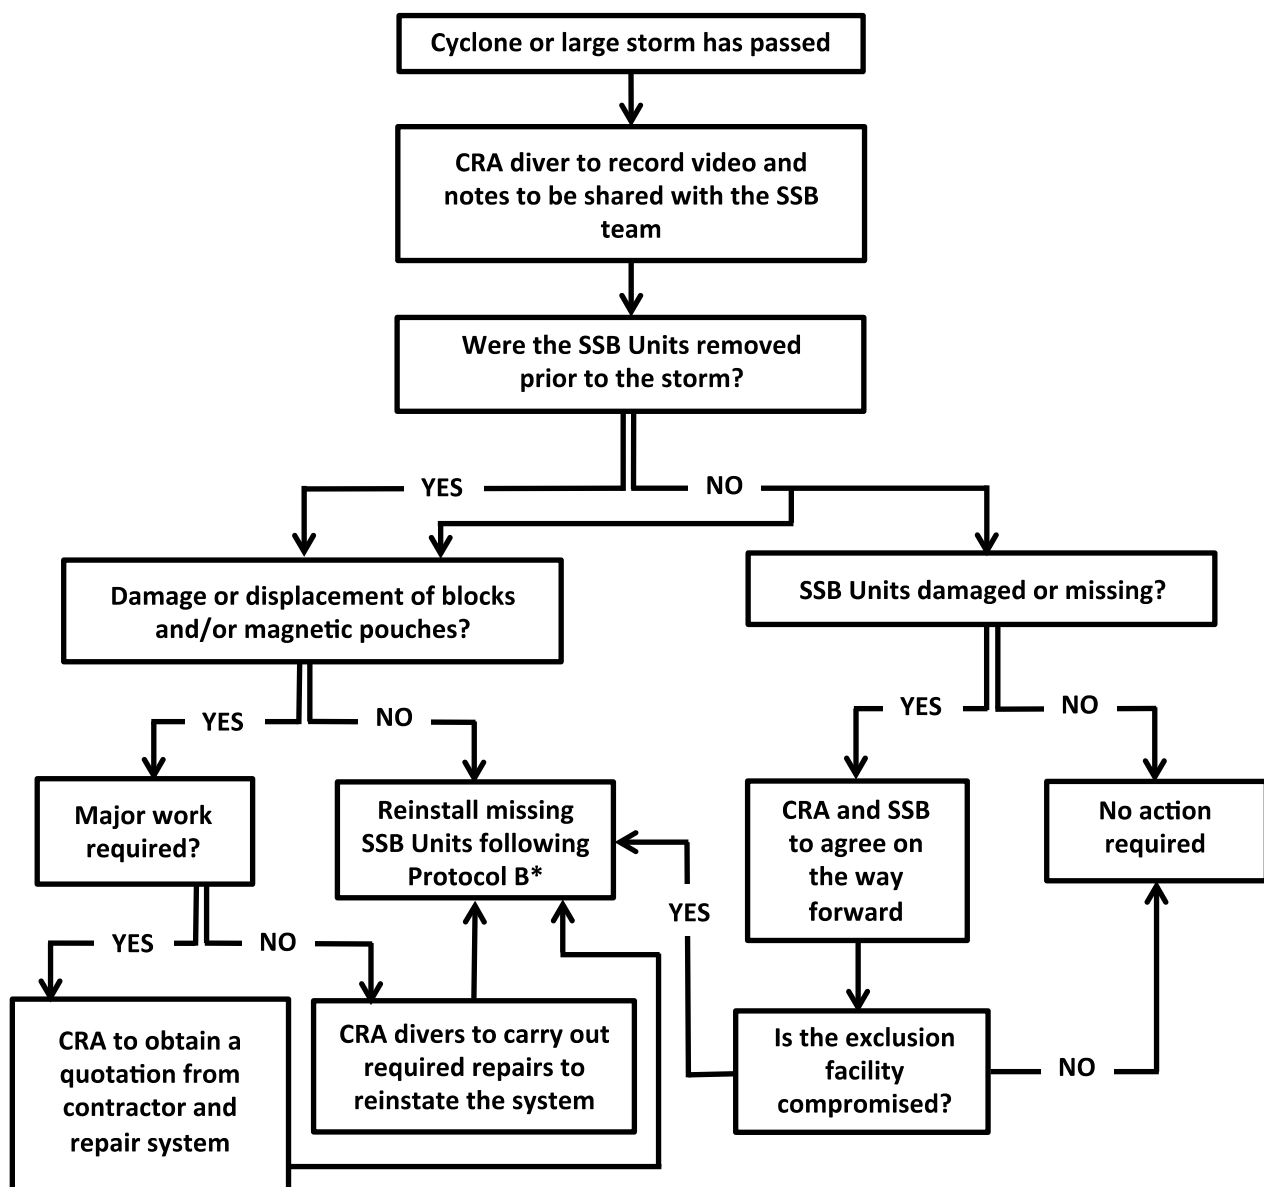 Cyclone or large storm has passed
CRA diver to record video and
notes to be shared with the SSB
team
Were the SSB Units removed
prior to the storm?
YES
NO
Damage or displacement of blocks
and/or magnetic pouches?
SSB Units damaged or missing?
YES
NO
YES
NO
Major work
required?
Reinstall missing
SSB Units following
Protocol B*
CRA and SSB
to agree on
the way
forward
No action
required
YES
YES
NO
CRA to obtain a
quotation from
contractor and
repair system
CRA divers to carry out
required repairs to
reinstate the system
Is the exclusion
facility
compromised?
NO